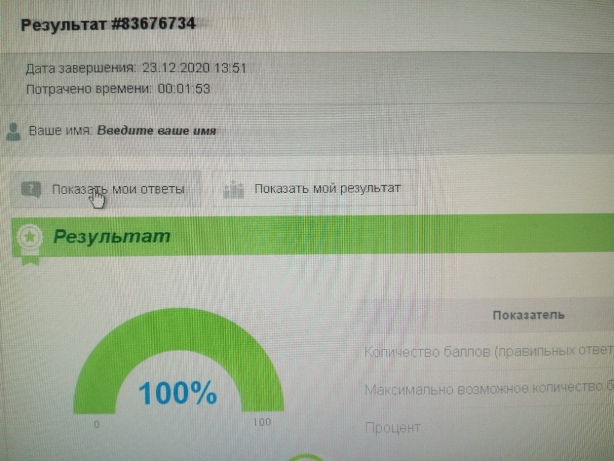 Результат #83676734
Дата завершения: 23.12.2020 13:51
Потрачено времени: 00:01:53
Ваше имя: Введите ваше имя
Показать мои ответы
Показать мой результат
Результат
100%
0
100
Показатель
Количество баллов (правильных ответ
Максимально возможное количество б
Процент